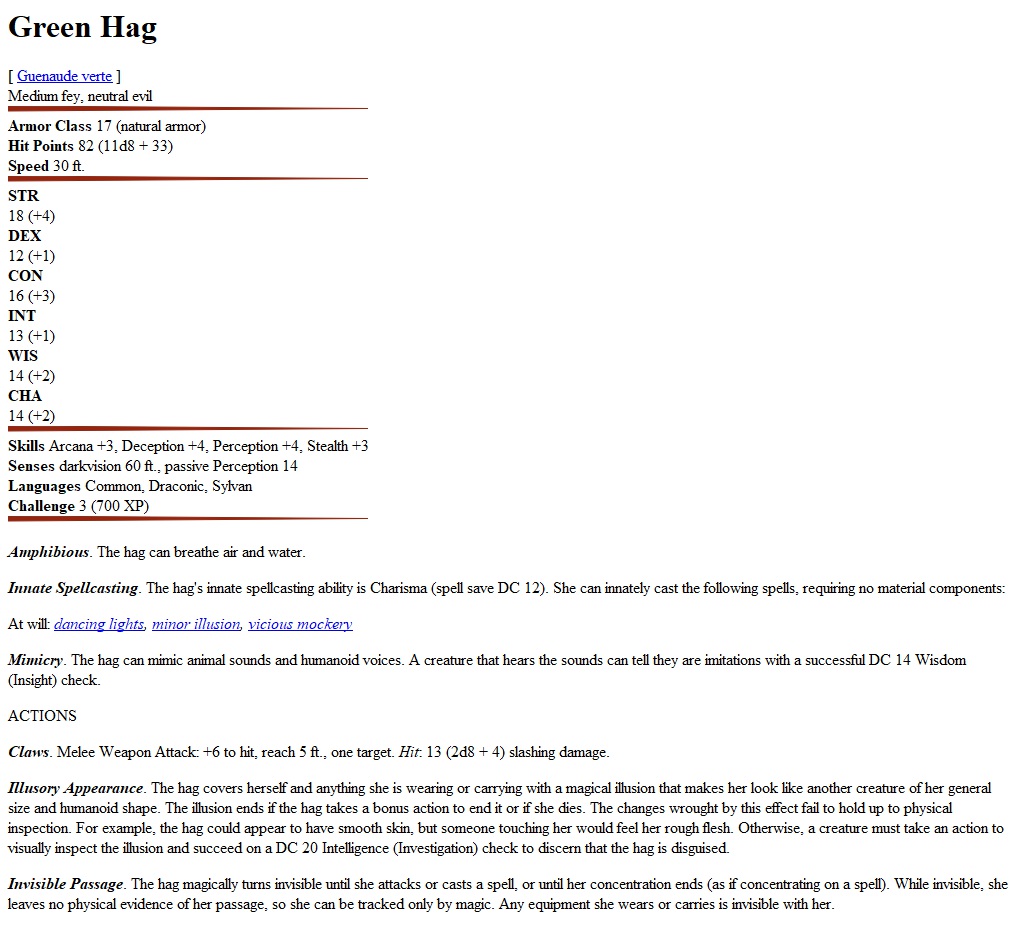 Green Hag
[ Guenaude verte ]
Medium fey, neutral evil
Armor Class 17 (natural armor)
Hit Points 82 (11d8 + 33)
Speed 30 ft.
STR
18 (+4)
DEX
12 (+1)
CON
16 (+3)
INT
13 (+1)
WIS
14 (+2)
CHA
14 (+2)
Skills Arcana +3, Deception +4, Perception +4, Stealth +3
Senses darkvision 60 ft., passive Perception 14
Languages Common, Draconic, Sylvan
Challenge 3 (700 XP)
Amphibious. The hag can breathe air and water.
Innate Spellcasting. The hag's innate spellcasting ability is Charisma (spell save DC 12). She can innately cast the following spells, requiring no material components:
At will: dancing lights, minor illusion, vicious mockery
Mimicry. The hag can mimic animal sounds and humanoid voices. A creature that hears the sounds can tell they are imitations with a successful DC 14 Wisdom
(Insight) check.
ACTIONS
Claws. Melee Weapon Attack: +6 to hit, reach 5 ft., one target. Hit: 13 (2d8 + 4) slashing damage.
Illusory Appearance. The hag covers herself and anything she is wearing or carrying with a magical illusion that makes her look like another creature of her general
size and humanoid shape. The illusion ends if the hag takes a bonus action to end it or if she dies. The changes wrought by this effect fail to hold up to physical
inspection. For example, the hag could appear to have smooth skin, but someone touching her would feel her rough flesh. Otherwise, a creature must take an action to
visually inspect the illusion and succeed on a DC 20 Intelligence (Investigation) check to discern that the hag is disguised.
Invisible Passage. The hag magically turns invisible until she attacks or casts a spell, or until her concentration ends (as if concentrating on a spell). While invisible, she
leaves no physical evidence of her passage, so she can be tracked only by magic. Any equipment she wears or carries is invisible with her.